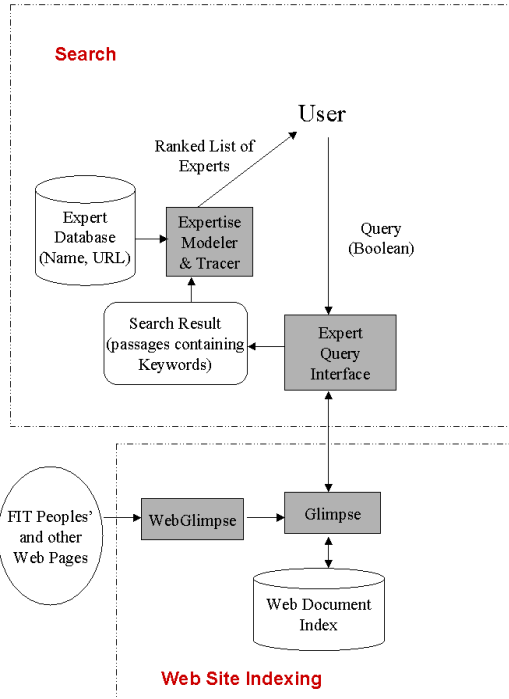 Search
User
Ranked List of
Experts
Expert
Database
(Name, URL)
Expertise
Modeler
& Tracer
Query
(Boolean)
Search Result
(passages containing
Keywords)
Expert
Query
Interface
FIT Peoples'
and other
Web Pages
WebGlimpse
Glimpse
Web Document
Index
Web Site Indexing